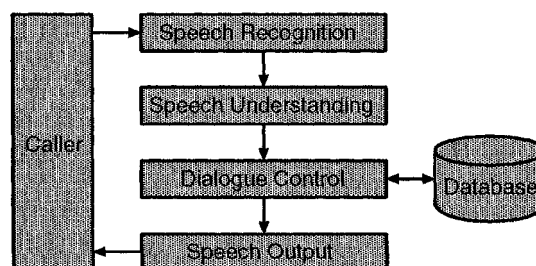 Speech Recognition
Speech Understanding
Caller
Dialogue Control
Database
Speech Output